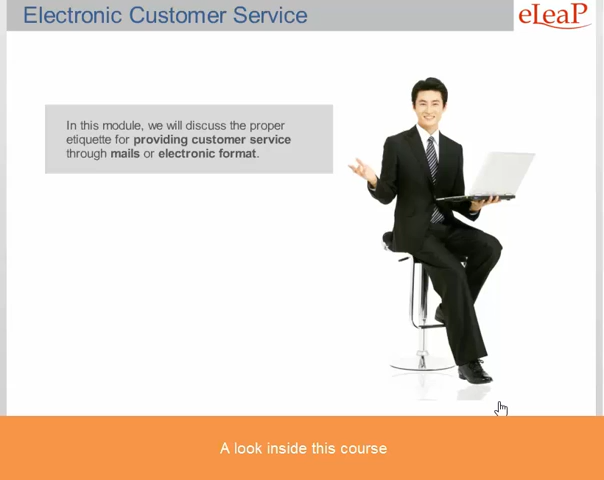 Electronic Customer Service
eLeaP
In this module, we will discuss the proper
etiquette for providing customer service
through mails or electronic format.
A look inside this course